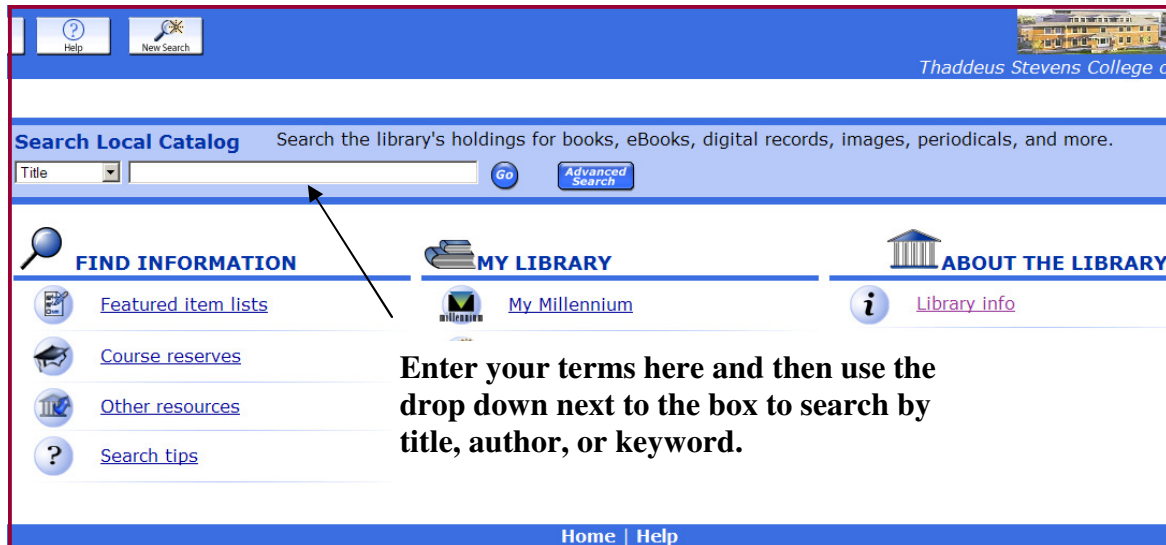 Help
New Search
Thaddeus Stevens College
Search Local Catalog Search the library's holdings for books, eBooks, digital records, images, periodicals, and more.
Title Go Advanced Search
FIND INFORMATION
Featured item lists
Course reserves
Other resources
Search tips
MY LIBRARY
millennium
My Millennium
ABOUT THE LIBRARY
i
Library info
Enter your terms here and then use the
drop down next to the box to search by
title, author, or keyword.
Home | Help